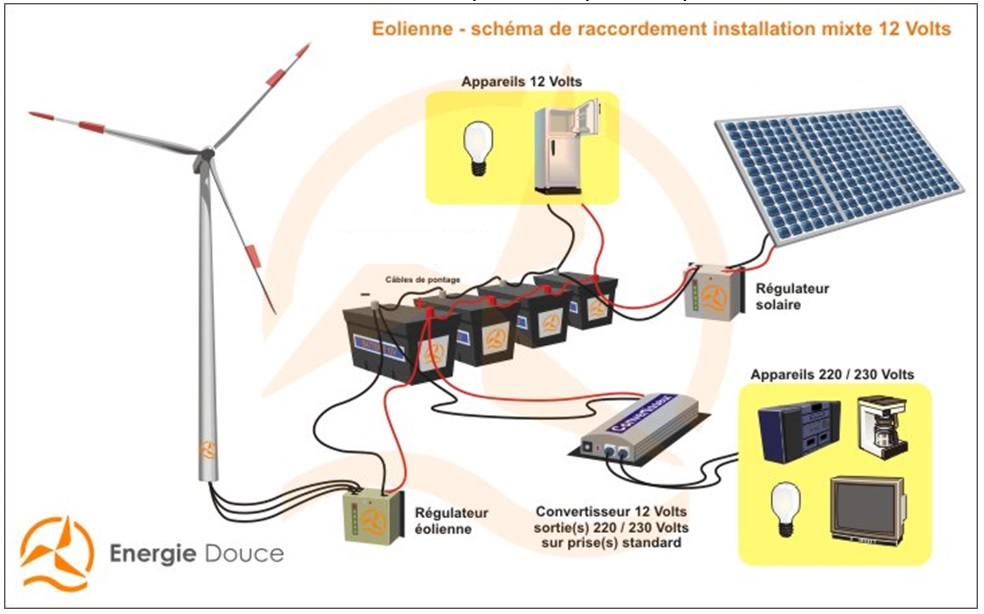 Eolienne - schéma de raccordement installation mixte 12 Volts
Appareils 12 Volts
Câbles de pontage
Régulateur
solaire
Appareils 220 / 230 Volts
Convertisseur
Régulateur
éolienne
Convertisseur 12 Volts
sortie(s) 220 / 230 Volts
sur prise(s) standard
Energie Douce